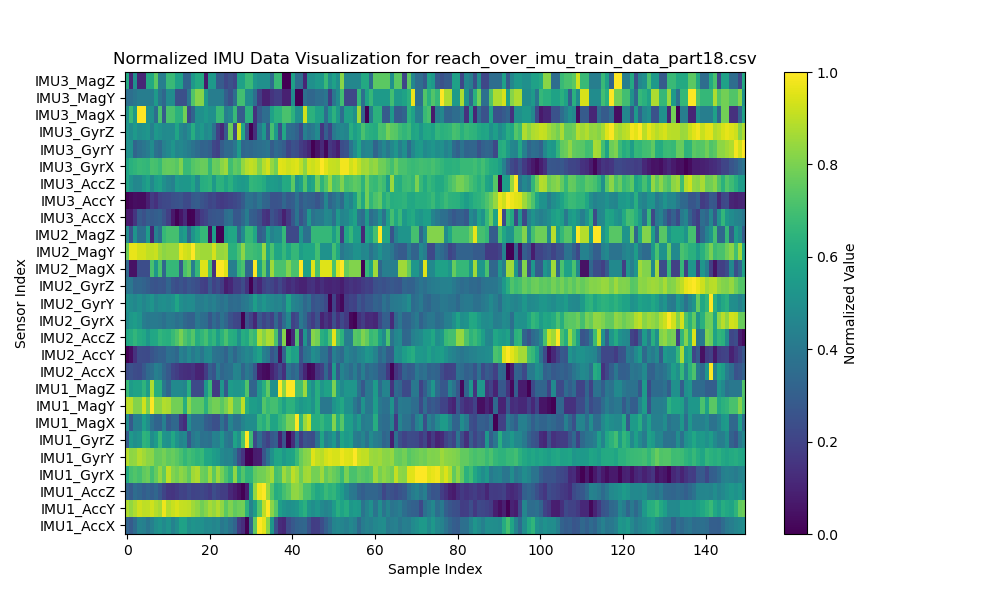 Normalized IMU Data Visualization for reach_over_imu_train_data_part18.csv
IMU3_MagZ
IMU3_MagY
IMU3_MagX
IMU3_GyrZ
IMU3_GyrY
IMU3_GyrX
IMU3_AccZ
IMU3_AccY
IMU3_AccX
IMU2_MagZ
IMU2_MagY
IMU2_MagX
IMU2_GyrZ
IMU2_GyrY
IMU2_GyrX
IMU2_AccZ
IMU2_AccY
IMU2_AccX
IMU1_MagZ
IMU1_MagY
IMU1_MagX
IMU1_GyrZ
IMU1_GyrY
IMU1_GyrX
IMU1_AccZ
IMU1_AccY
IMU1_AccX
Sensor Index
0 20 40 60 80 100 120 140
Sample Index
1.0
0.8
0.6
0.4
0.2
0.0
Normalized Value